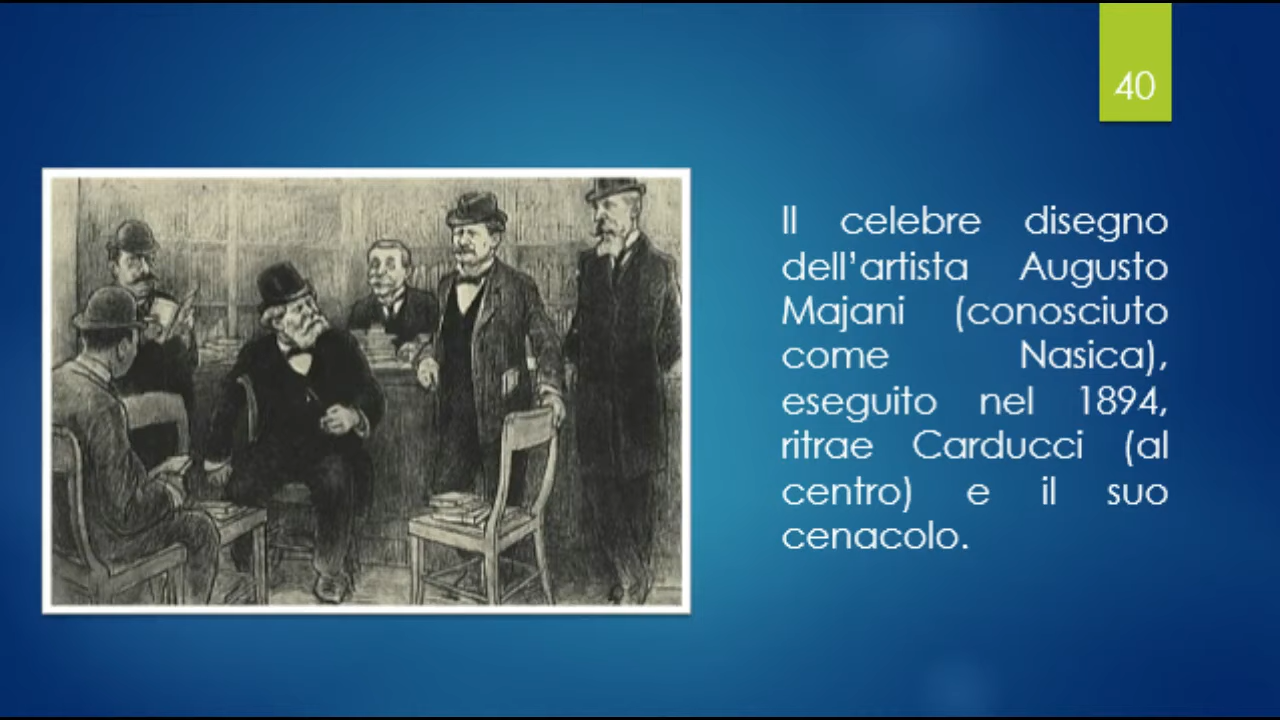 40
Il celebre disegno
dell’artista Augusto
Majani (conosciuto
come Nasica),
eseguito nel 1894,
ritrae Carducci (al
centro) e il suo
cenacolo.